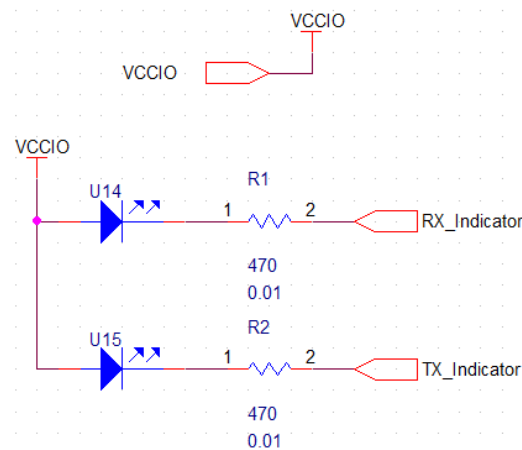 VCCIO
VCCIO
VCCIO
U14
R1
1
2
RX_Indicator
470
0.01
U15
R2
1
2
TX_Indicator
470
0.01